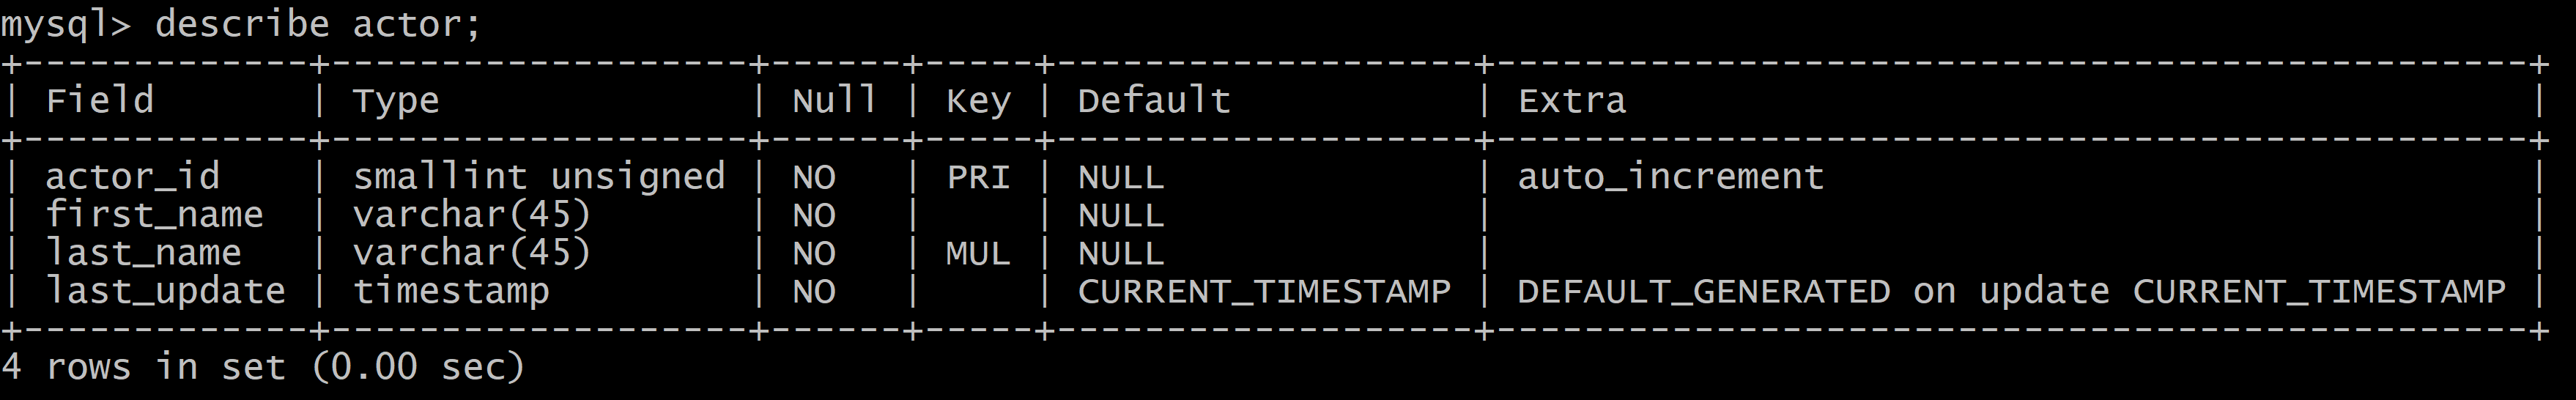 mysql> describe actor;
+-------------+-------------------+------+-----+-------------------+-----------------------------------------------+
| Field       | Type              | Null | Key | Default           | Extra                                         |
+-------------+-------------------+------+-----+-------------------+-----------------------------------------------+
| actor_id    | smallint unsigned | NO   | PRI | NULL              | auto_increment                                |
| first_name  | varchar(45)       | NO   |     | NULL              |                                               |
| last_name   | varchar(45)       | NO   | MUL | NULL              |                                               |
| last_update | timestamp         | NO   |     | CURRENT_TIMESTAMP | DEFAULT_GENERATED on update CURRENT_TIMESTAMP |
+-------------+-------------------+------+-----+-------------------+-----------------------------------------------+
4 rows in set (0.00 sec)